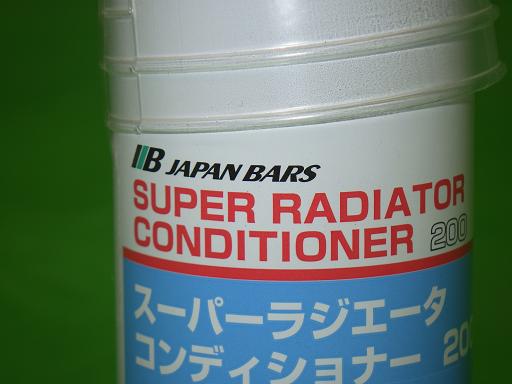 B JAPAN BARS
SUPER RADIATOR
CONDITIONER 200
スーパーラジエータ
コンディショナー